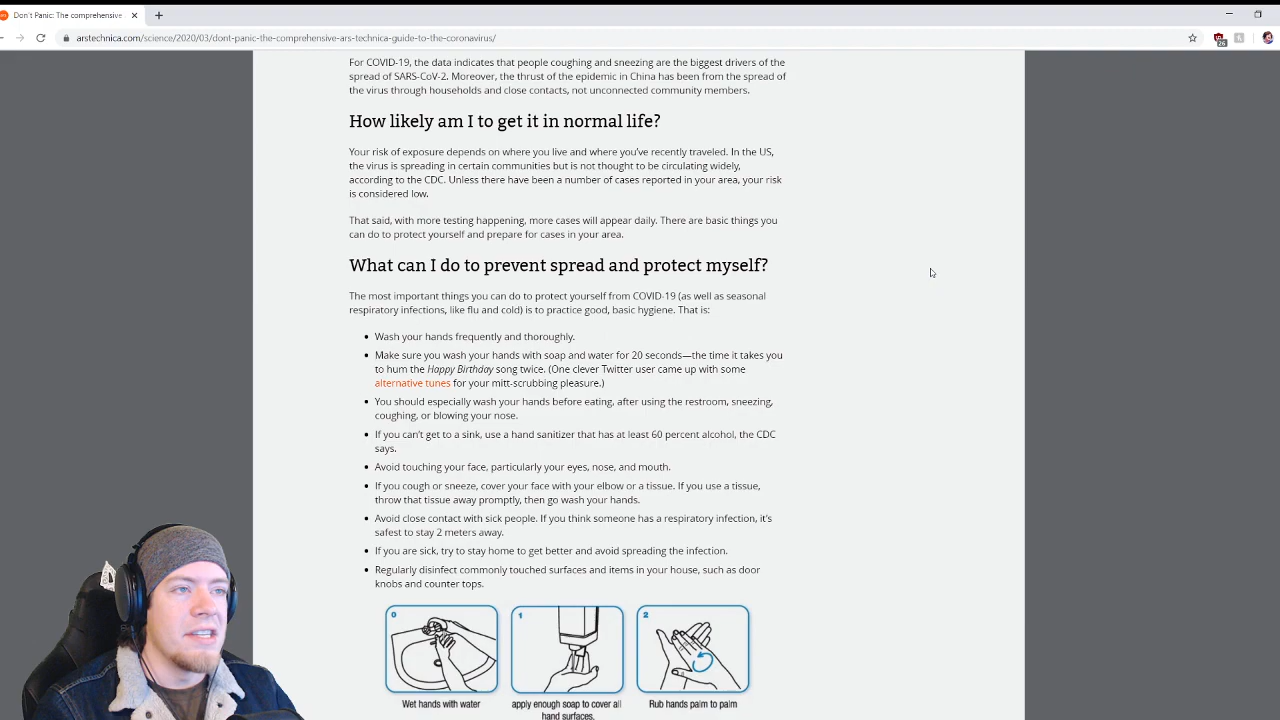 Don't Panic: The comprehensive
arstechnica.com/science/2020/03/dont-panic-the-comprehensive-ars-technica-guide-to-the-coronavirus/
26
For COVID-19, the data indicates that people coughing and sneezing are the biggest drivers of the
spread of SARS-CoV-2. Moreover, the thrust of the epidemic in China has been from the spread of
the virus through households and close contacts, not unconnected community members.
How likely am I to get it in normal life?
Your risk of exposure depends on where you live and where you've recently traveled. In the US,
the virus is spreading in certain communities but is not thought to be circulating widely,
according to the CDC. Unless there have been a number of cases reported in your area, your risk
is considered low.
That said, with more testing happening, more cases will appear daily. There are basic things you
can do to protect yourself and prepare for cases in your area.
What can I do to prevent spread and protect myself?
The most important things you can do to protect yourself from COVID-19 (as well as seasonal
respiratory infections, like flu and cold) is to practice good, basic hygiene. That is:
• Wash your hands frequently and thoroughly.
• Make sure you wash your hands with soap and water for 20 seconds—the time it takes you
to hum the Happy Birthday song twice. (One clever Twitter user came up with some
alternative tunes for your mitt-scrubbing pleasure.)
• You should especially wash your hands before eating, after using the restroom, sneezing,
coughing, or blowing your nose.
• If you can't get to a sink, use a hand sanitizer that has at least 60 percent alcohol, the CDC
says.
• Avoid touching your face, particularly your eyes, nose, and mouth.
• If you cough or sneeze, cover your face with your elbow or a tissue. If you use a tissue,
throw that tissue away promptly, then go wash your hands.
• Avoid close contact with sick people. If you think someone has a respiratory infection, it's
safest to stay 2 meters away.
• If you are sick, try to stay home to get better and avoid spreading the infection.
• Regularly disinfect commonly touched surfaces and items in your house, such as door
knobs and counter tops.
0
1
2
Wet hands with water
apply enough soap to cover all
hand surfaces.
Rub hands palm to palm